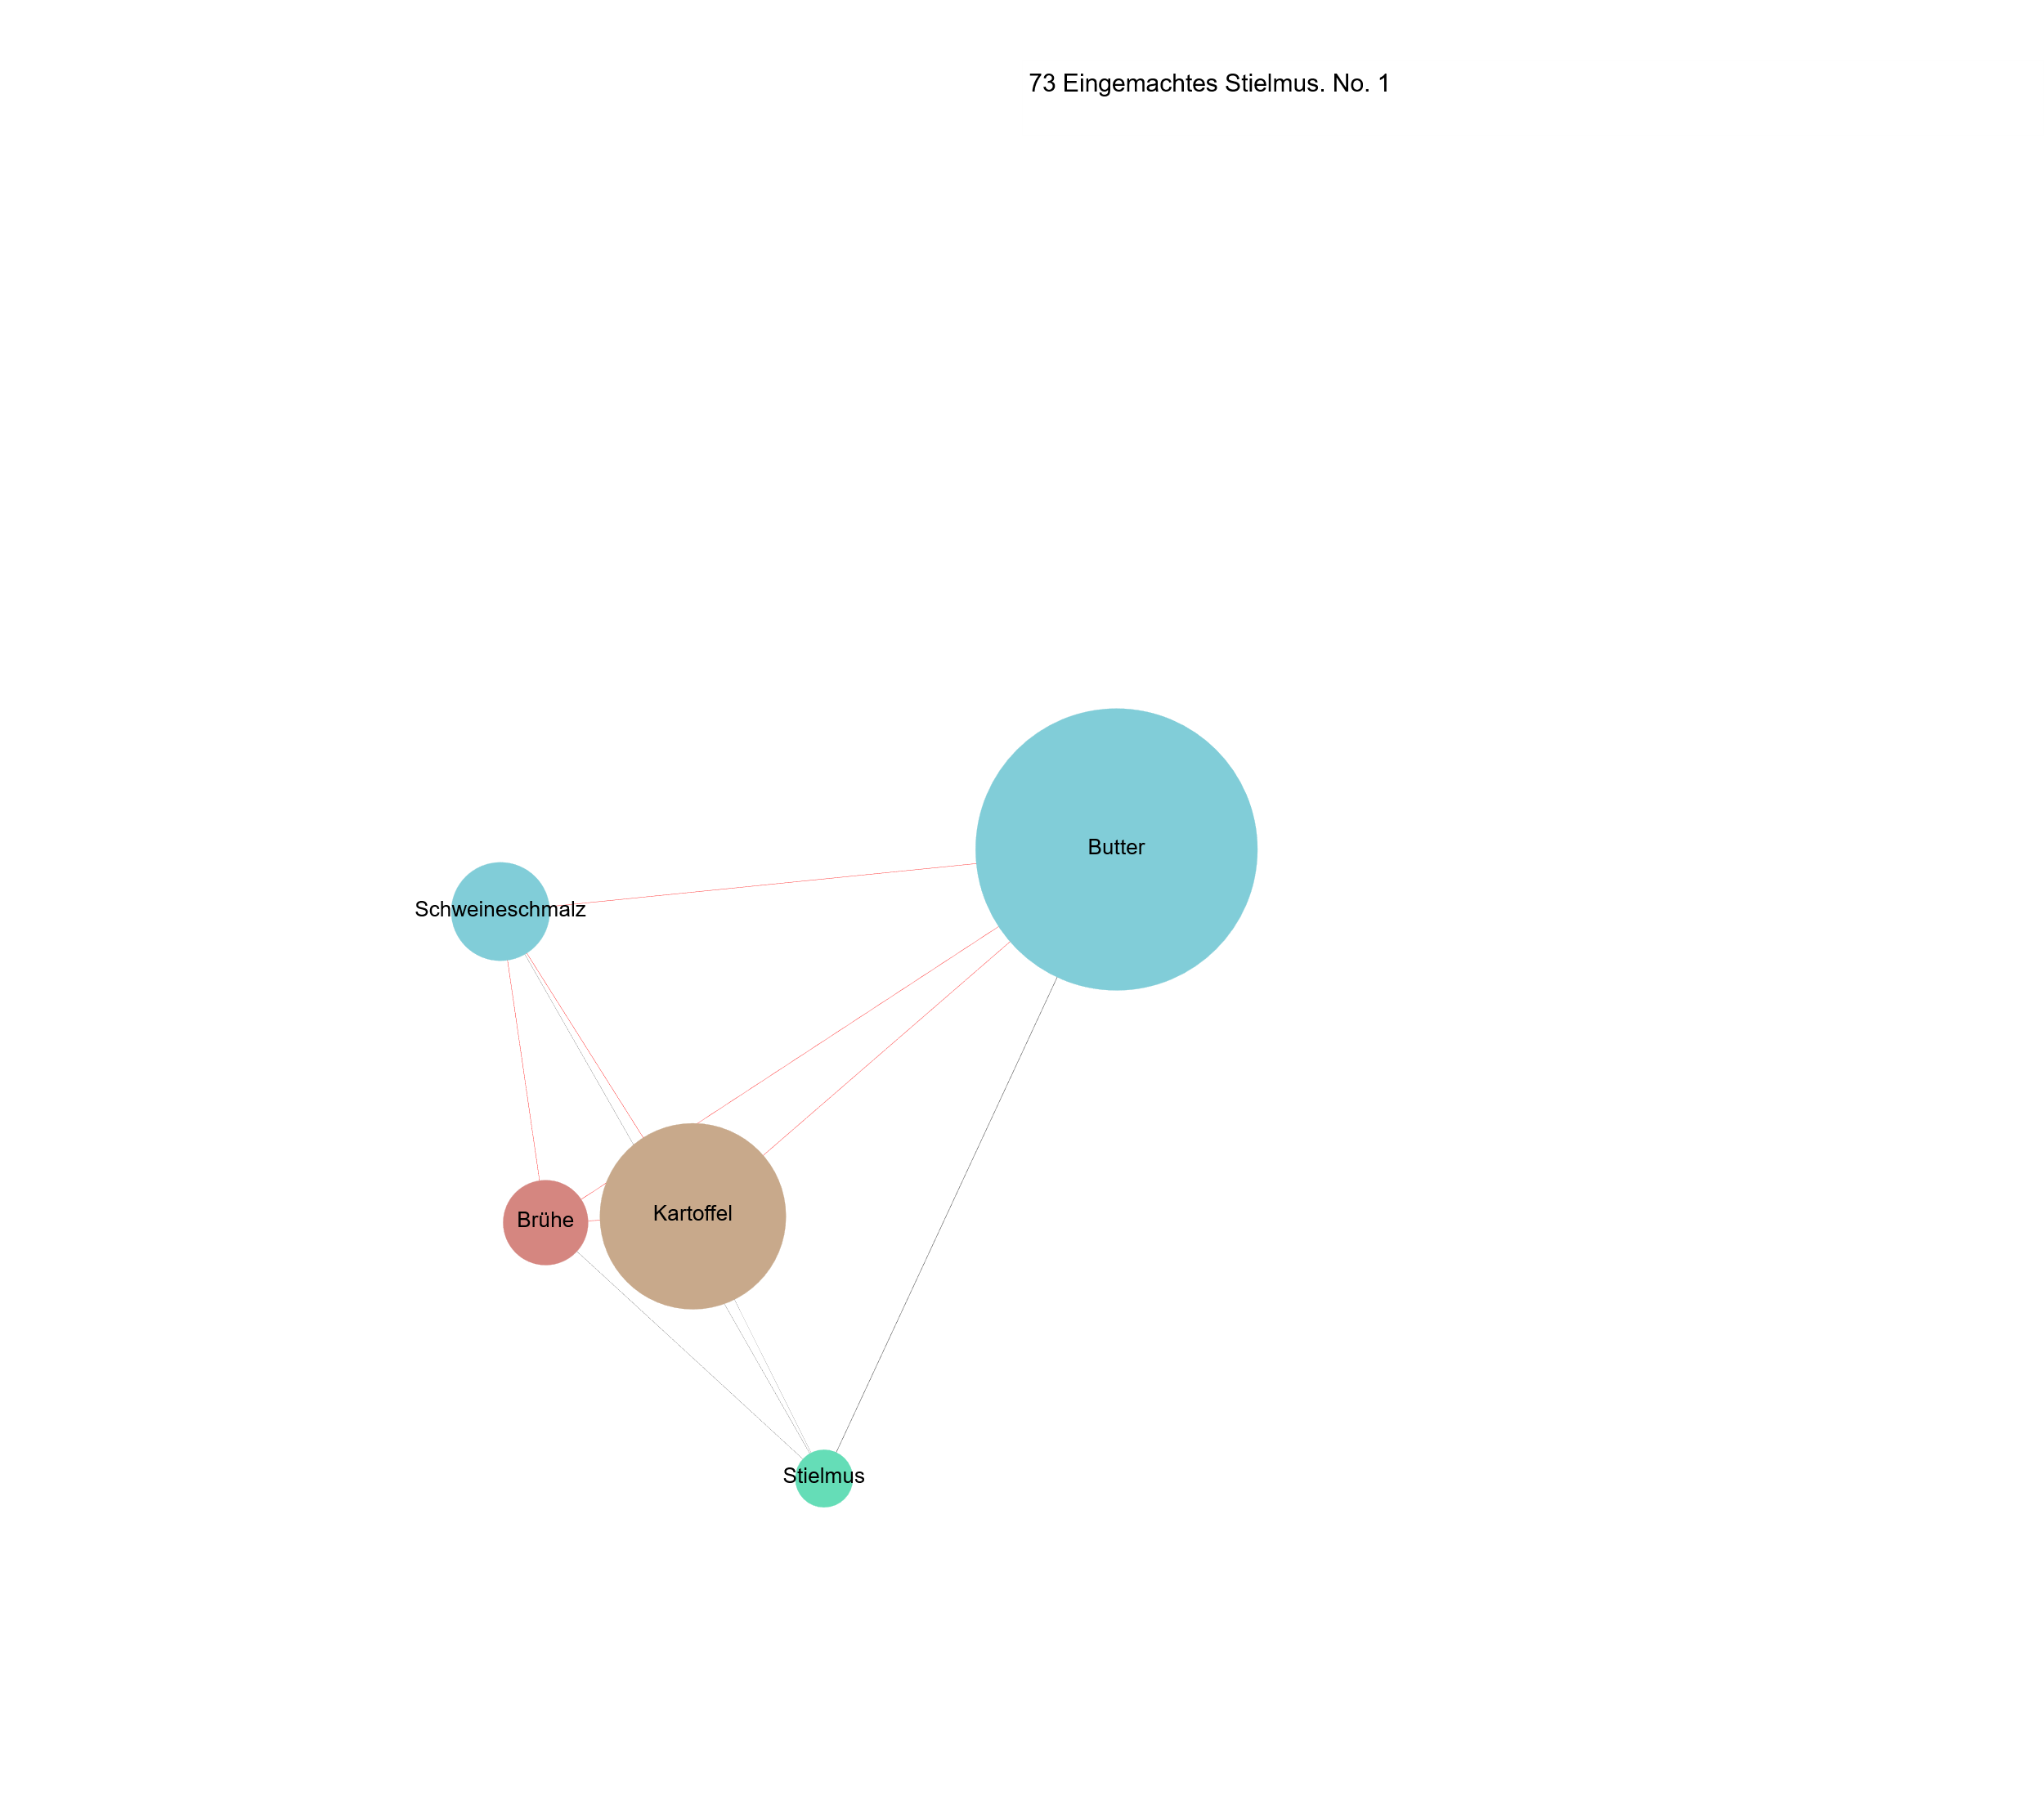 73 Eingemachtes Stielmus. No. 1
Butter
Schweineschmalz
Kartoffel
Brühe
Stielmus